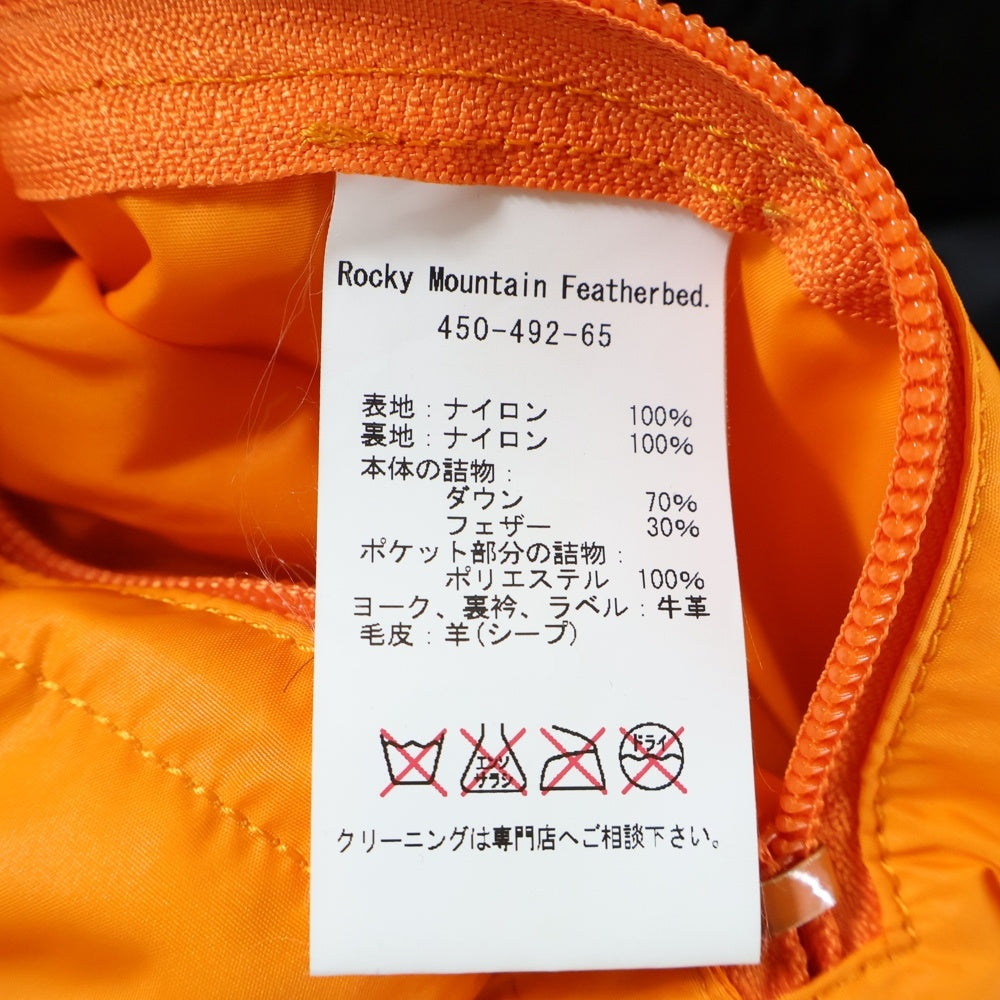 Rocky Mountain Featherbed.
450-492-65
表地：ナイロン 100%
裏地：ナイロン 100%
本体の詰物：
ダウン 70%
フェザー 30%
ポケット部分の詰物：
ポリエステル 100%
ヨーク、裏衿、ラベル：牛革
毛皮：羊(シープ)
エンソ サラシ ドライ
クリーニングは専門店へご相談下さい。